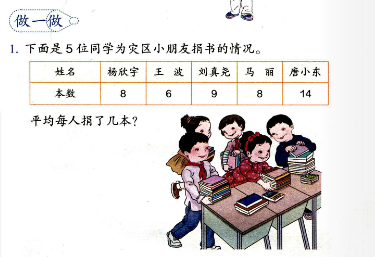 做一做
1. 下面是5位同学为灾区小朋友捐书的情况。
姓名 杨欣宇 王 波 刘真尧 马 丽 唐小东
本数 8 6 9 8 14
平均每人捐了几本?